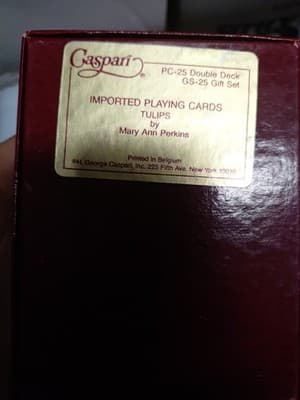 Caspari®
PC-25 Double Deck
GS-25 Gift Set
IMPORTED PLAYING CARDS
TULIPS
by
Mary Ann Perkins
Printed in Belgium
George Caspari, Inc. 225 Fifth Ave. New York